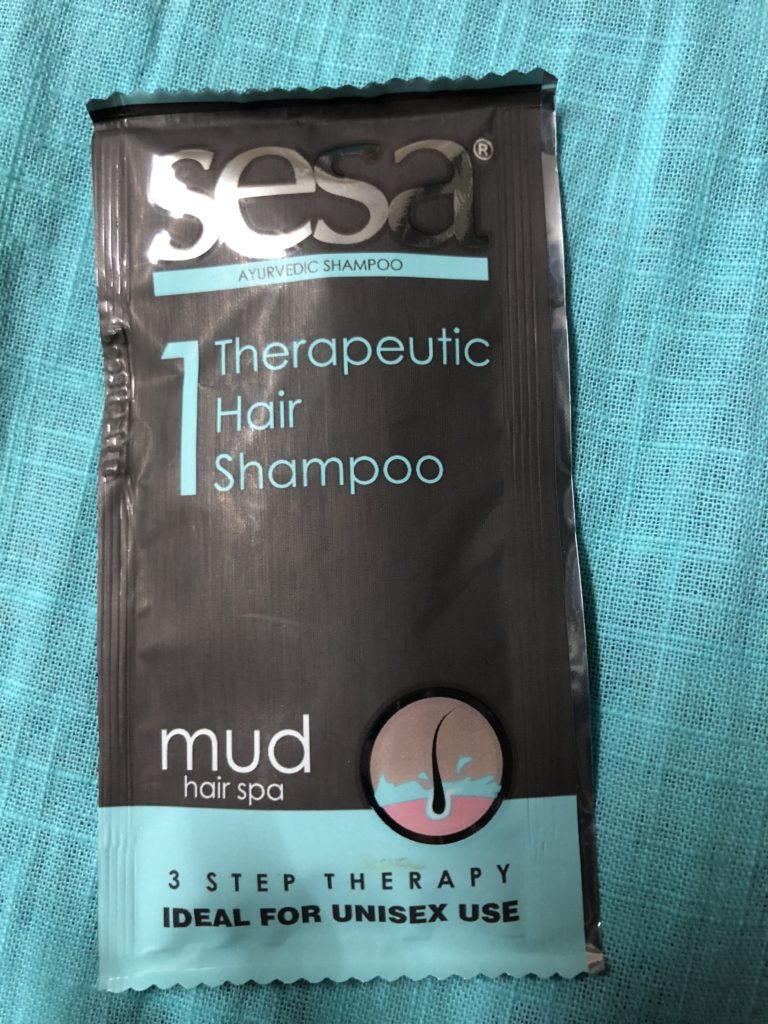 sesa®
AYURVEDIC SHAMPOO
1 Therapeutic
Hair
Shampoo
mud
hair spa
3 STEP THERAPY
IDEAL FOR UNISEX USE